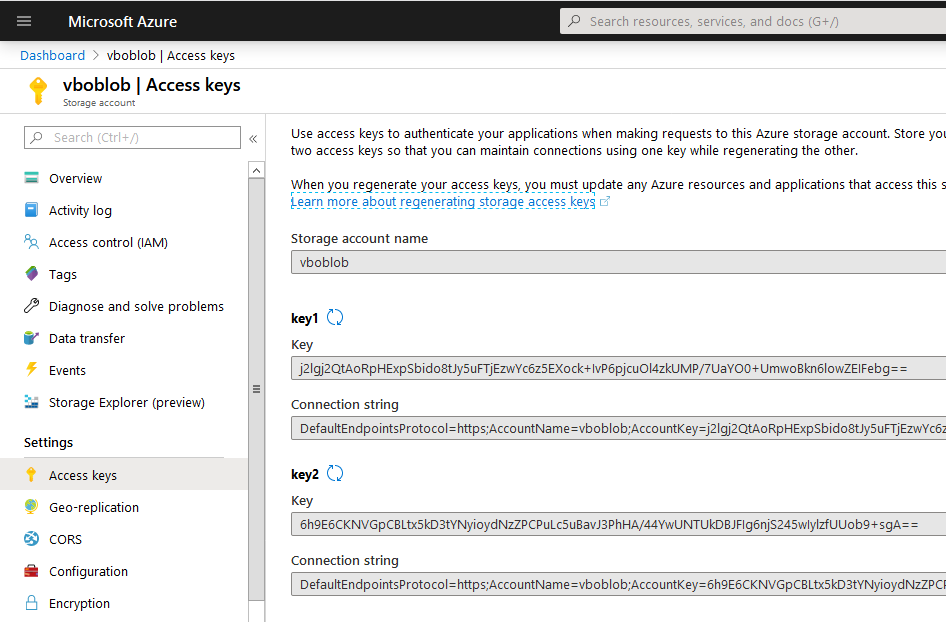 Microsoft Azure
Search resources, services, and docs (G+/)
Dashboard > vboblob | Access keys
vboblob | Access keys
Storage account
Search (Ctrl+/)
«
Overview
Activity log
Access control (IAM)
Tags
Diagnose and solve problems
Data transfer
Events
Storage Explorer (preview)
Settings
Access keys
Geo-replication
CORS
Configuration
Encryption
Use access keys to authenticate your applications when making requests to this Azure storage account. Store you
two access keys so that you can maintain connections using one key while regenerating the other.
When you regenerate your access keys, you must update any Azure resources and applications that access this s
Learn more about regenerating storage access keys
Storage account name
vboblob
key1
Key
j2lgj2QtAoRpHExpSbido8tJy5uFTjEzwYc6z5EXock+IvP6pjcuOl4zkUMP/7UaYO0+UmwoBkn6lowZEIFebg==
Connection string
DefaultEndpointsProtocol=https;AccountName=vboblob;AccountKey=j2lgj2QtAoRpHExpSbido8tJy5uFTjEzwYc6z
key2
Key
6h9E6CKNVGpCBLtx5kD3tYNyioydNzZPCPuLc5uBavJ3PhHA/44YwUNTUkDBJFIg6njS245wIylzfUUob9+sgA==
Connection string
DefaultEndpointsProtocol=https;AccountName=vboblob;AccountKey=6h9E6CKNVGpCBLtx5kD3tYNyioydNzZPCP